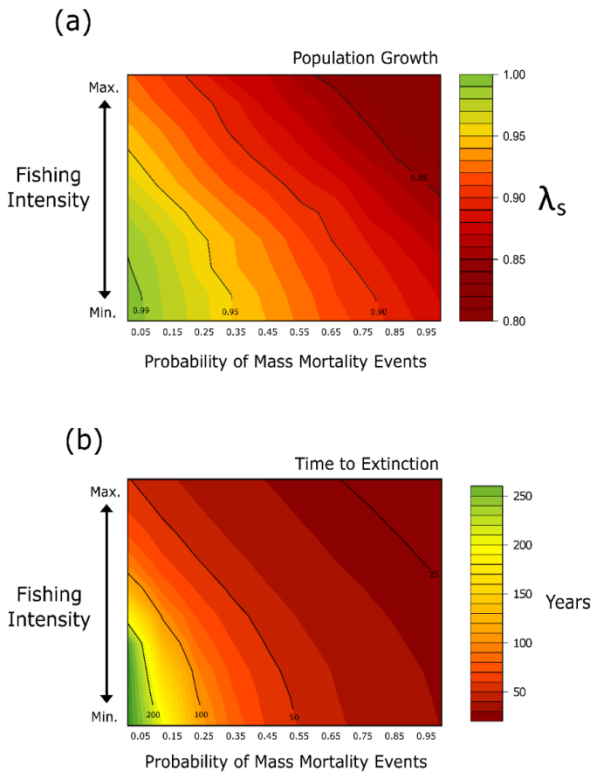 (a)
Population Growth
Max.
Fishing
Intensity
Min.
0.85
0.99
0.95
0.90
0.05 0.15 0.25 0.35 0.45 0.55 0.65 0.75 0.85 0.95
Probability of Mass Mortality Events
1.00
0.95
0.90
0.85
0.80
λs
(b)
Time to Extinction
Max.
Fishing
Intensity
Min.
25
200
100
50
0.05 0.15 0.25 0.35 0.45 0.55 0.65 0.75 0.85 0.95
Probability of Mass Mortality Events
250
200
150
100
50
Years